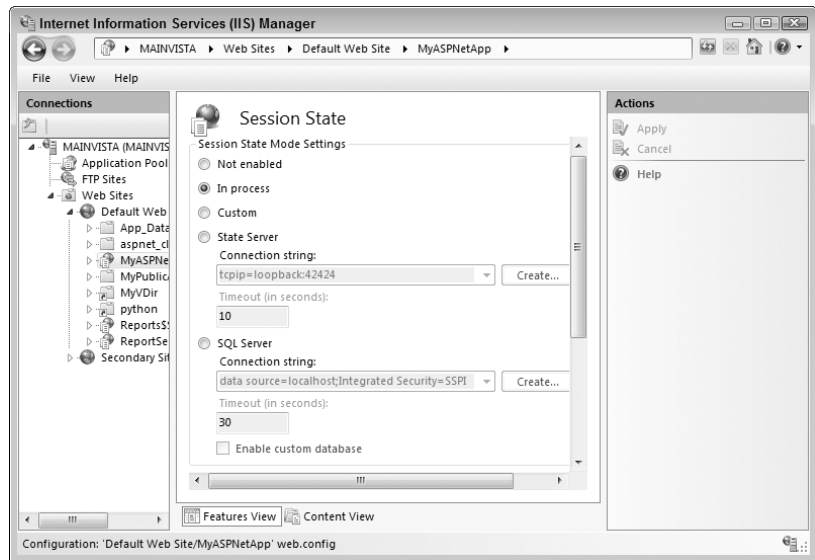 Internet Information Services (IIS) Manager
MAINVISTA Web Sites Default Web Site MyASPNetApp
File View Help
Connections
MAINVISTA (MAINVIS
Application Pool
FTP Sites
Web Sites
Default Web
App_Data
aspnet_cl
MyASPNe
MyPublic
MyVDir
python
Reports$
ReportSe
Secondary Sit
Session State
Session State Mode Settings
Not enabled
In process
Custom
State Server
Connection string:
tcpip=loopback:42424
Create...
Timeout (in seconds):
10
SQL Server
Connection string:
data source=localhost;Integrated Security=SSPI
Create...
Timeout (in seconds):
30
Enable custom database
Features View Content View
Actions
Apply
Cancel
Help
Configuration: 'Default Web Site/MyASPNetApp' web.config